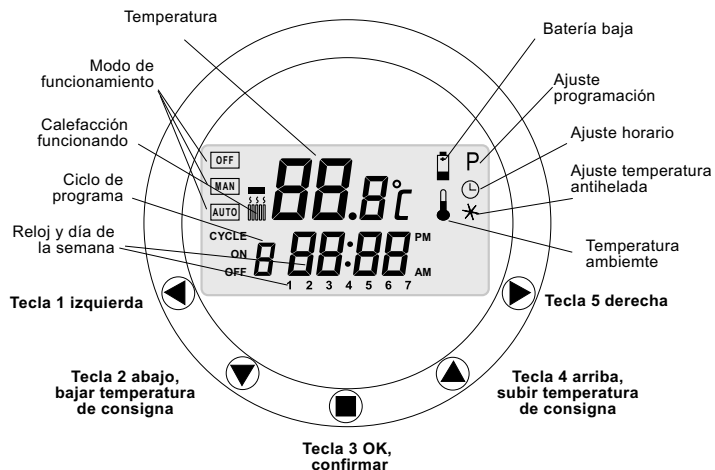 Temperatura
Batería baja
Modo de
funcionamiento
Ajuste
programación
Calefacción
funcionando
Ajuste horario
Ciclo de
programa
Ajuste temperatura
antihelada
Reloj y día de
la semana
Temperatura
ambiemte
OFF
MAN
AUTO
88.8°C
P
CYCLE
ON
OFF
8 88:88
PM
AM
1 2 3 4 5 6 7
Tecla 1 izquierda
Tecla 5 derecha
Tecla 2 abajo,
bajar temperatura
de consigna
Tecla 4 arriba,
subir temperatura
de consigna
Tecla 3 OK,
confirmar